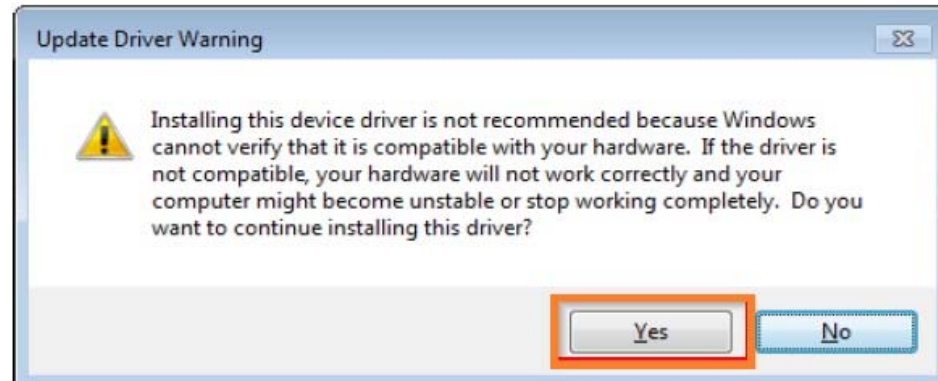 Update Driver Warning
Installing this device driver is not recommended because Windows
cannot verify that it is compatible with your hardware.  If the driver is
not compatible, your hardware will not work correctly and your
computer might become unstable or stop working completely.  Do you
want to continue installing this driver?
Yes No